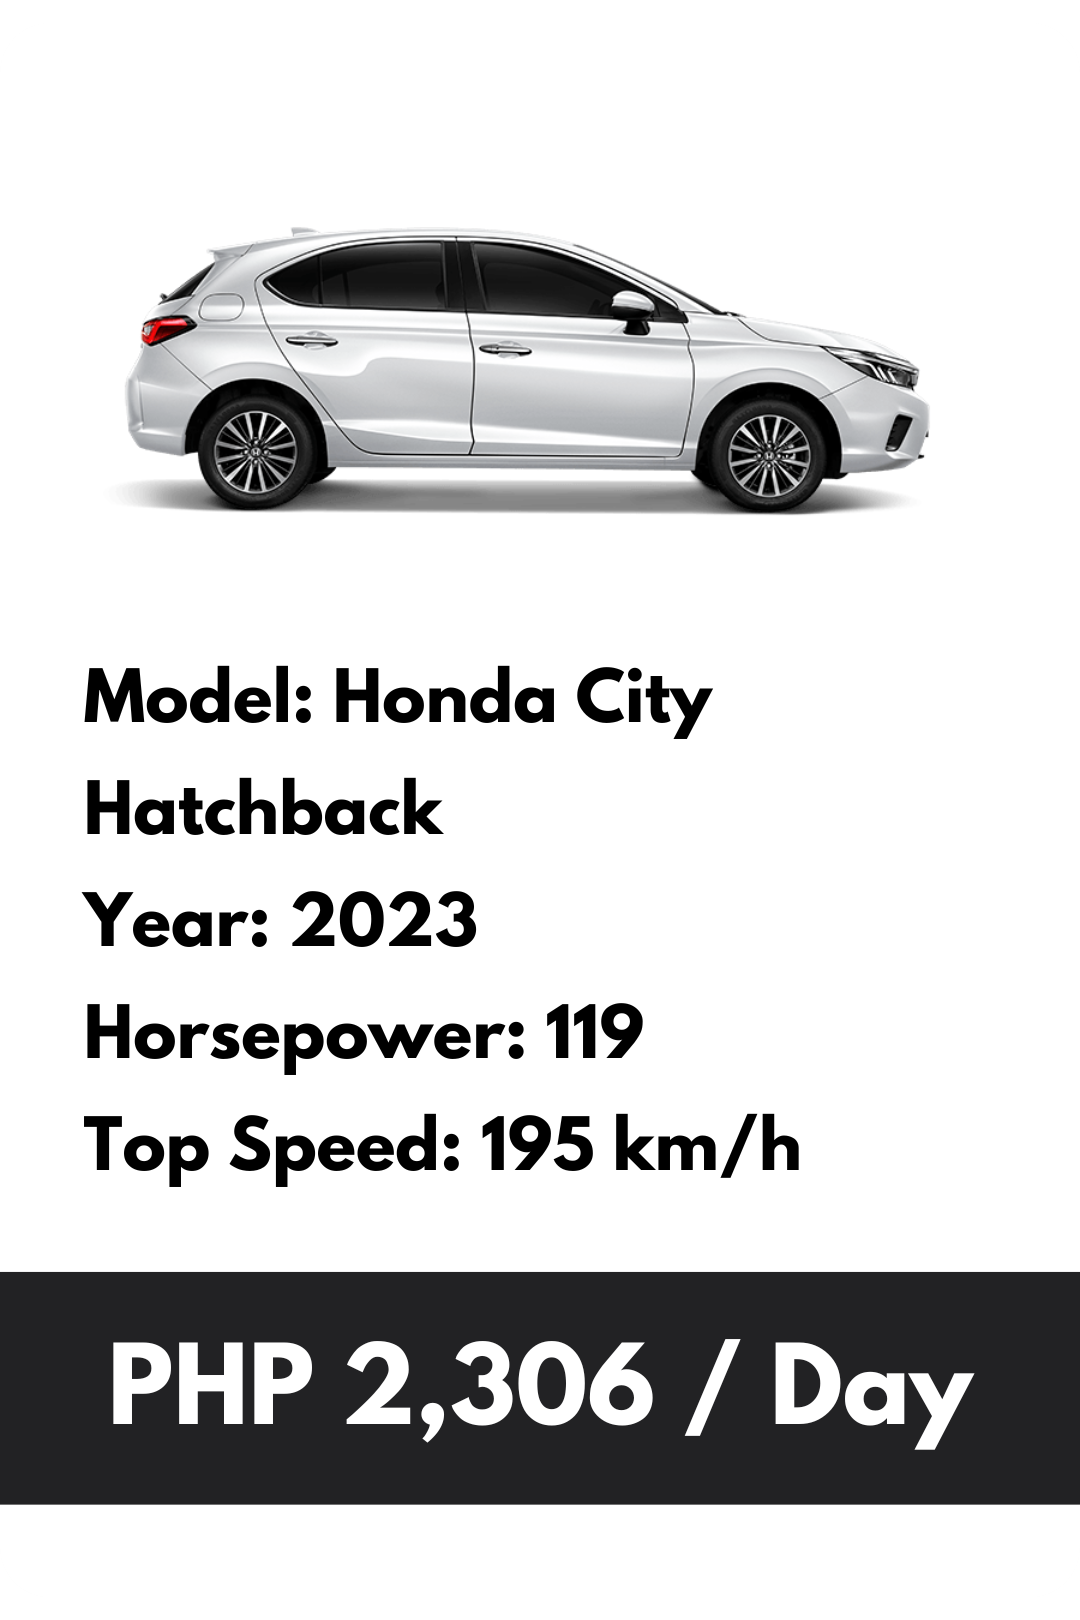 Model: Honda City
Hatchback
Year: 2023
Horsepower: 119
Top Speed: 195 km/h
PHP 2,306 / Day